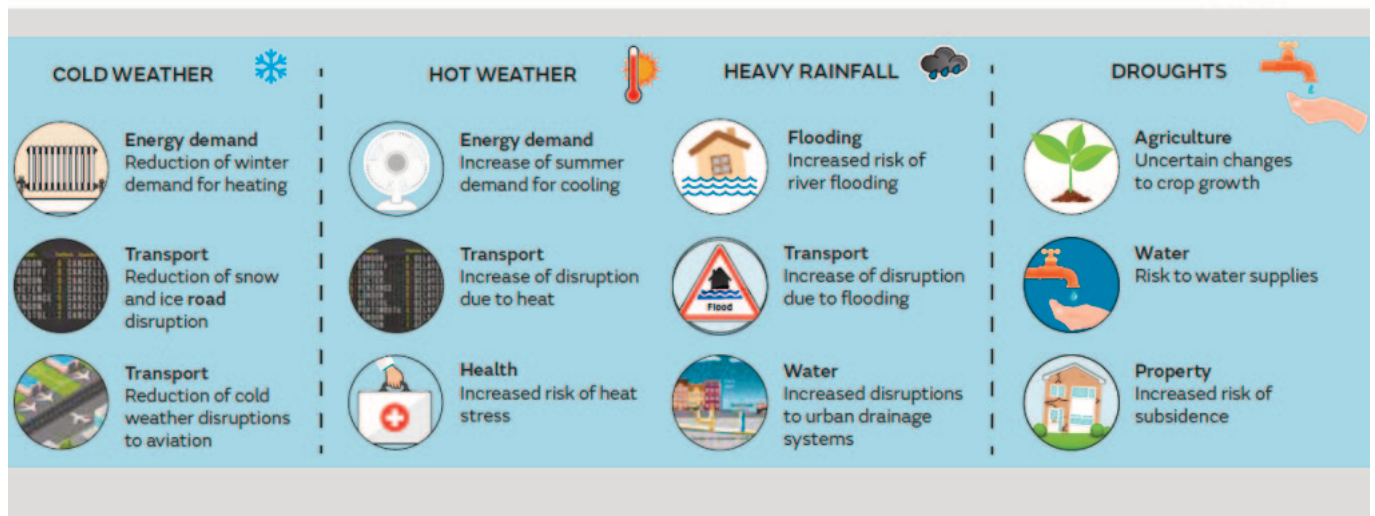 COLD WEATHER
Energy demand
Reduction of winter
demand for heating
Transport
Reduction of snow
and ice road
disruption
Transport
Reduction of cold
weather disruptions
to aviation
HOT WEATHER
Energy demand
Increase of summer
demand for cooling
Transport
Increase of disruption
due to heat
Health
Increased risk of heat
stress
HEAVY RAINFALL
Flooding
Increased risk of
river flooding
Flood
Transport
Increase of disruption
due to flooding
Water
Increased disruptions
to urban drainage
systems
DROUGHTS
Agriculture
Uncertain changes
to crop growth
Water
Risk to water supplies
Property
Increased risk of
subsidence